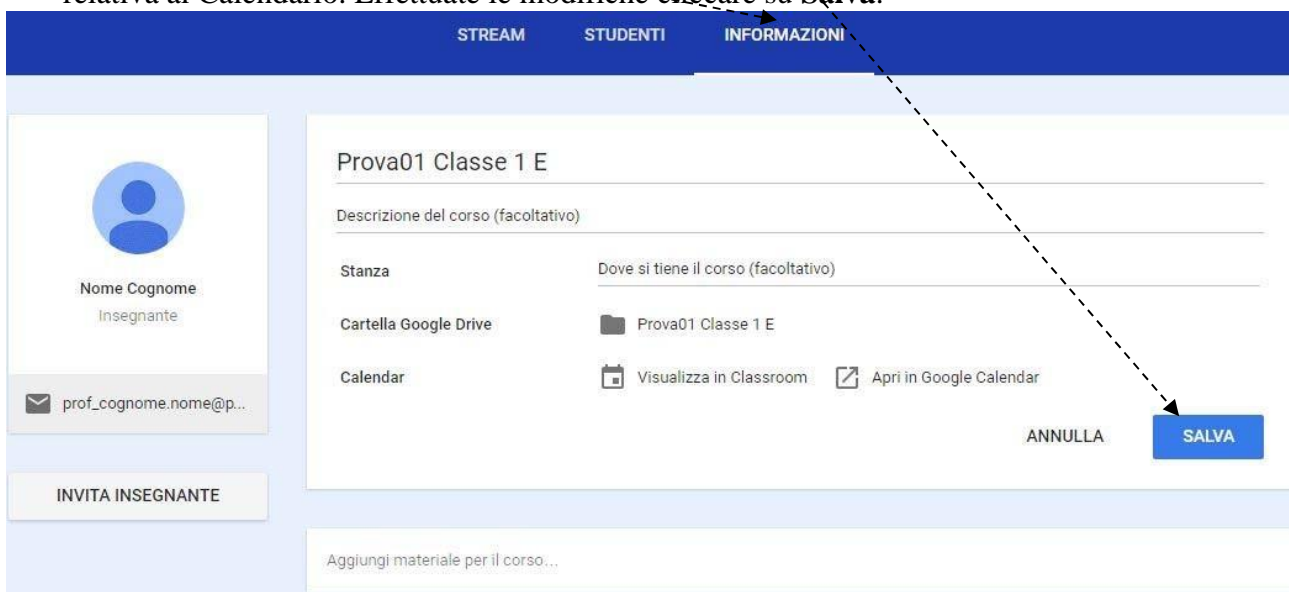 relativa al Calendario. Effettuate le modifiche cliccare su Salva.
STREAM STUDENTI INFORMAZIONI
Prova01 Classe 1 E
Descrizione del corso (facoltativo)
Nome Cognome
Insegnante
Stanza Dove si tiene il corso (facoltativo)
Cartella Google Drive Prova01 Classe 1 E
Calendar Visualizza in Classroom Apri in Google Calendar
prof_cognome.nome@p...
ANNULLA SALVA
INVITA INSEGNANTE
Aggiungi materiale per il corso...